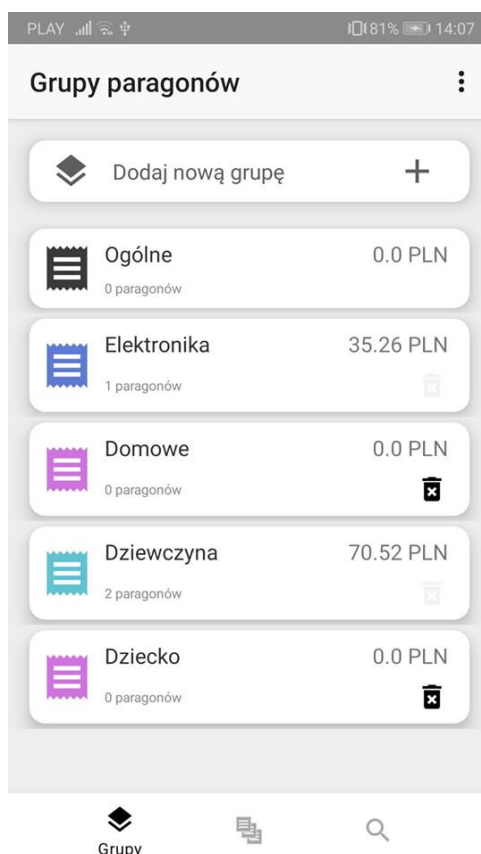 PLAY 81% 14:07
Grupy paragonów
Dodaj nową grupę
Ogólne 0.0 PLN
0 paragonów
Elektronika 35.26 PLN
1 paragonów
Domowe 0.0 PLN
0 paragonów
Dziewczyna 70.52 PLN
2 paragonów
Dziecko 0.0 PLN
0 paragonów
Grupy